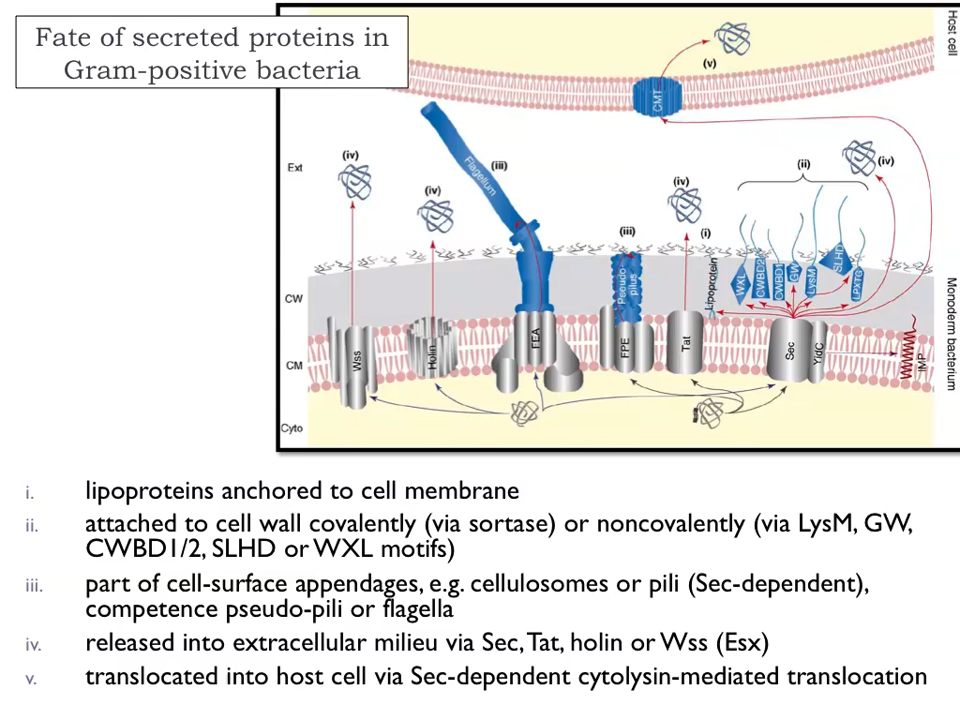 Fate of secreted proteins in
Gram-positive bacteria
Host cell
(v)
CMT
(iv)
Ext
Flagellum
(iii)
(iv)
(iv)
(ii)
(iv)
(iii)
(i)
Lipoprotein
WXL
CWBD2
CWBD1
GW
LysM
SLHD
LPXTG
CW
Pseudo
pilus
Monoderm bacterium
CM
Wss
Holin
FEA
FPE
Tat
Sec
YidC
IMP
Cyto
i. lipoproteins anchored to cell membrane
ii. attached to cell wall covalently (via sortase) or noncovalently (via LysM, GW,
CWBD1/2, SLHD or WXL motifs)
iii. part of cell-surface appendages, e.g. cellulosomes or pili (Sec-dependent),
competence pseudo-pili or flagella
iv. released into extracellular milieu via Sec, Tat, holin or Wss (Esx)
v. translocated into host cell via Sec-dependent cytolysin-mediated translocation